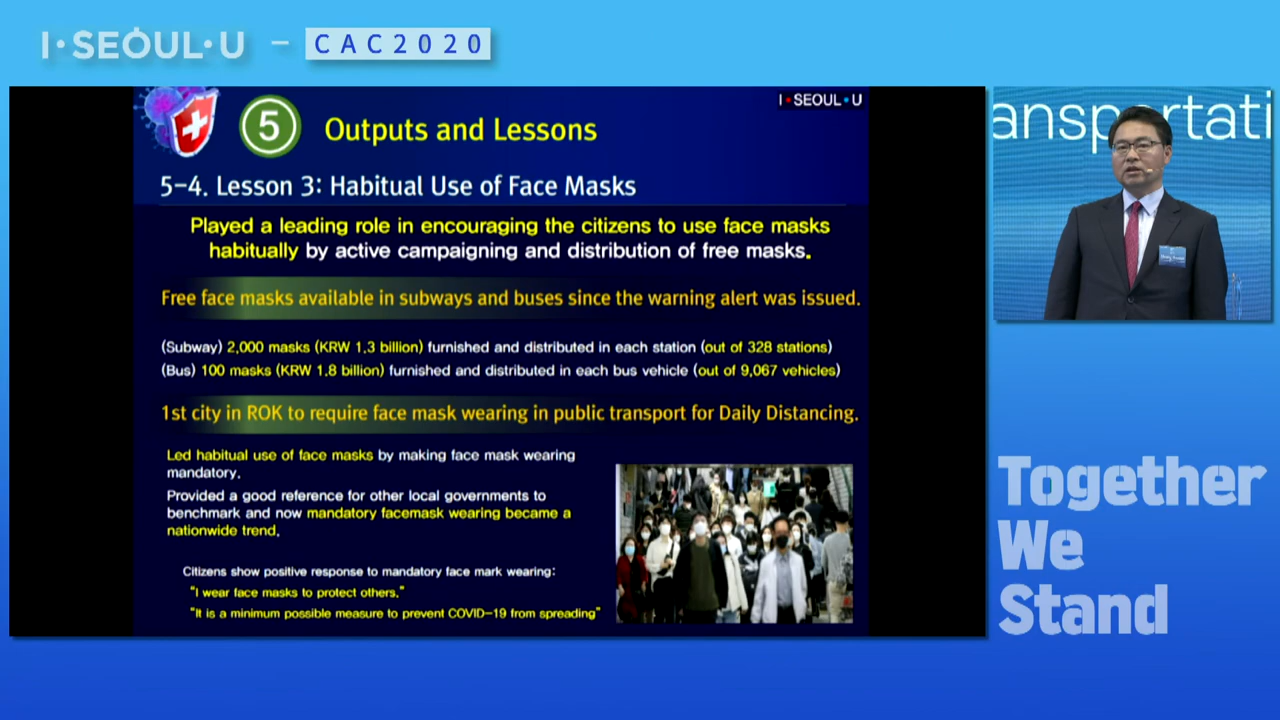 I·SEOUL·U – CAC2020
I·SEOUL·U
5 Outputs and Lessons
5-4. Lesson 3: Habitual Use of Face Masks
Played a leading role in encouraging the citizens to use face masks
habitually by active campaigning and distribution of free masks.
Free face masks available in subways and buses since the warning alert was issued.
(Subway) 2,000 masks (KRW 1.3 billion) furnished and distributed in each station (out of 328 stations)
(Bus) 100 masks (KRW 1.8 billion) furnished and distributed in each bus vehicle (out of 9,067 vehicles)
1st city in ROK to require face mask wearing in public transport for Daily Distancing.
Led habitual use of face masks by making face mask wearing
mandatory.
Provided a good reference for other local governments to
benchmark and now mandatory facemask wearing became a
nationwide trend.
Citizens show positive response to mandatory face mark wearing:
"I wear face masks to protect others."
"It is a minimum possible measure to prevent COVID-19 from spreading"
ansportati
Together
We
Stand